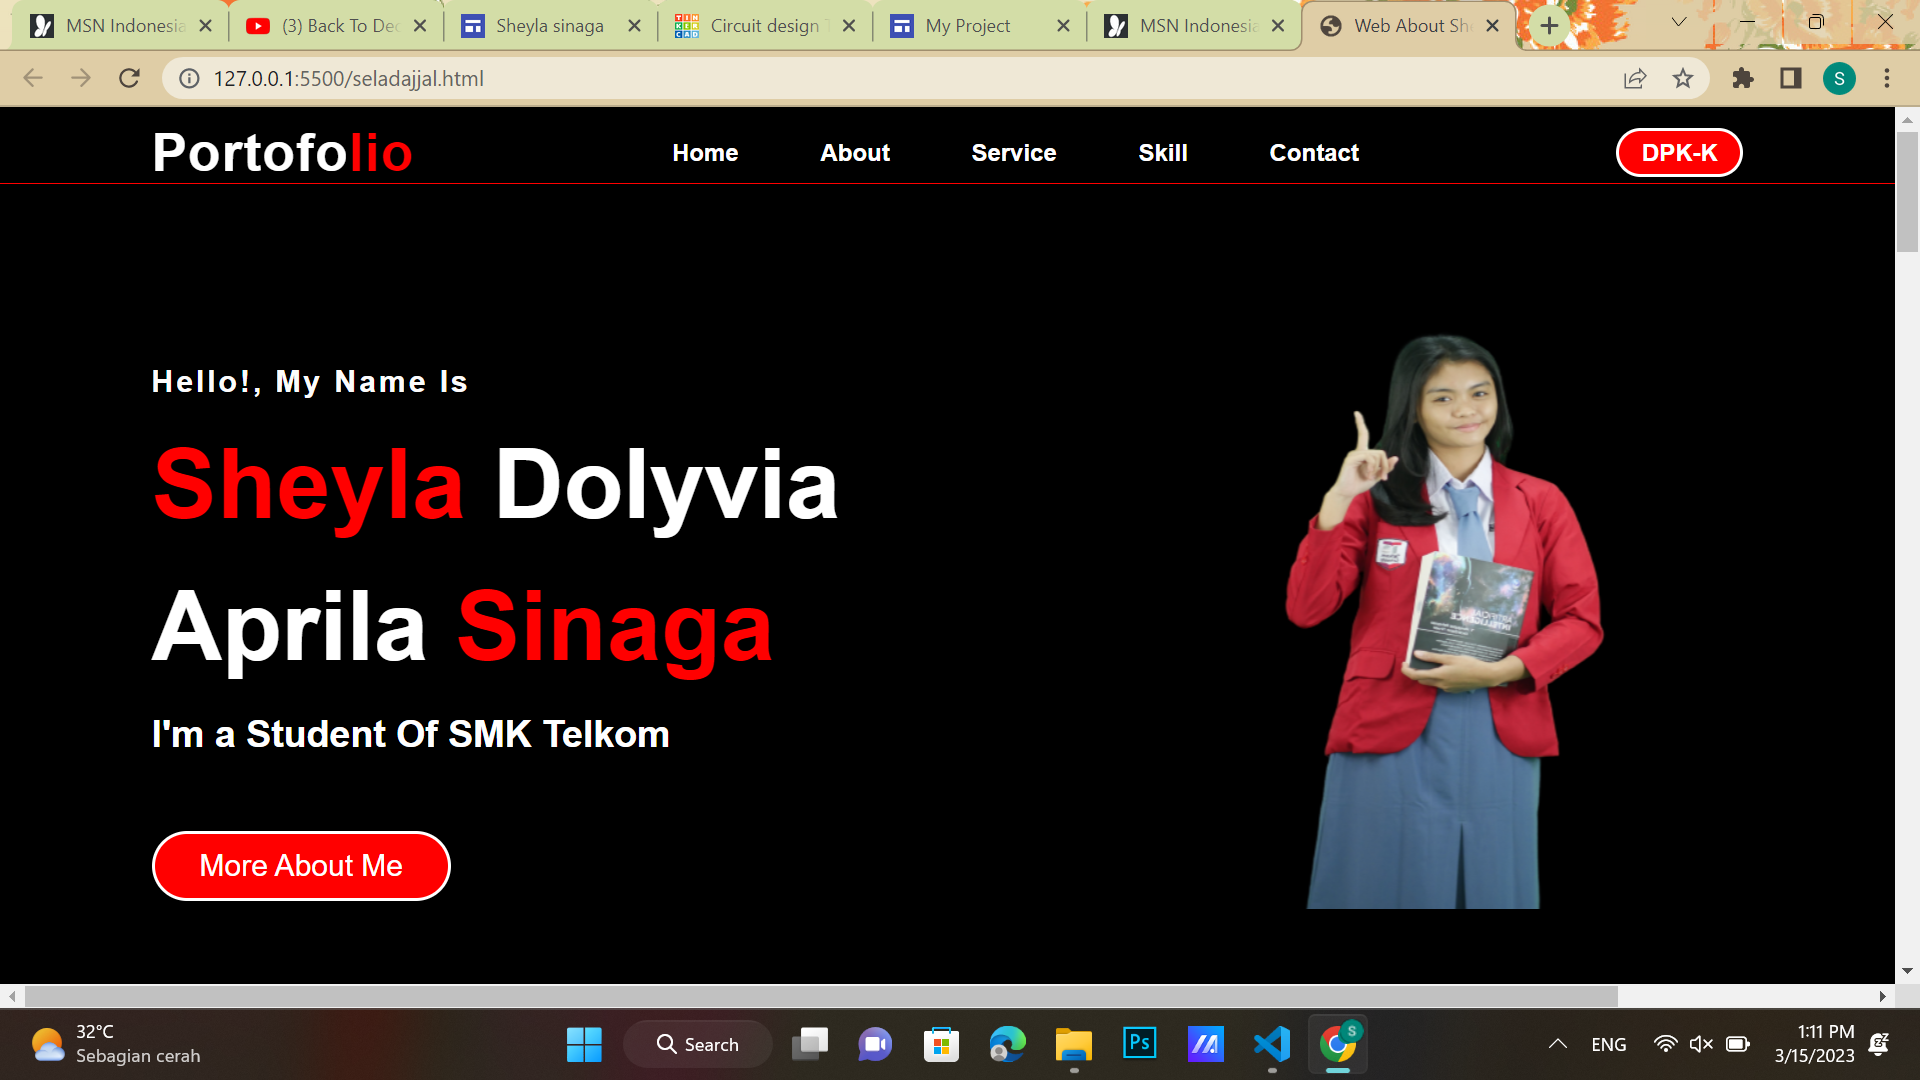 MSN Indonesia
(3) Back To Dec
Sheyla sinaga
Circuit design T
My Project
MSN Indonesia
Web About She
S
127.0.0.1:5500/seladajjal.html
Portofolio
Home
About
Service
Skill
Contact
DPK-K
Hello!, My Name Is
Sheyla Dolyvia
Aprila Sinaga
I'm a Student Of SMK Telkom
More About Me
ARTIFICIAL
INTELLIGENCE
32°C
Sebagian cerah
Search
Ps
S
ENG
1:11 PM
3/15/2023